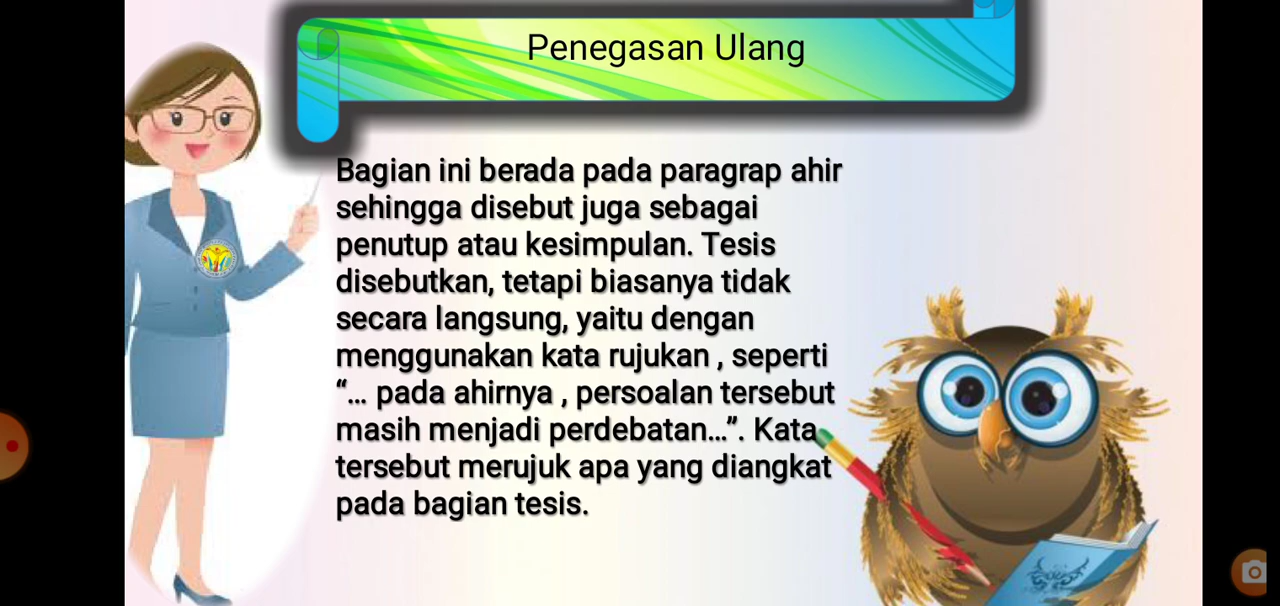 Penegasan Ulang
Bagian ini berada pada paragrap ahir
sehingga disebut juga sebagai
penutup atau kesimpulan. Tesis
disebutkan, tetapi biasanya tidak
secara langsung, yaitu dengan
menggunakan kata rujukan , seperti
“... pada ahirnya , persoalan tersebut
masih menjadi perdebatan...”. Kata
tersebut merujuk apa yang diangkat
pada bagian tesis.